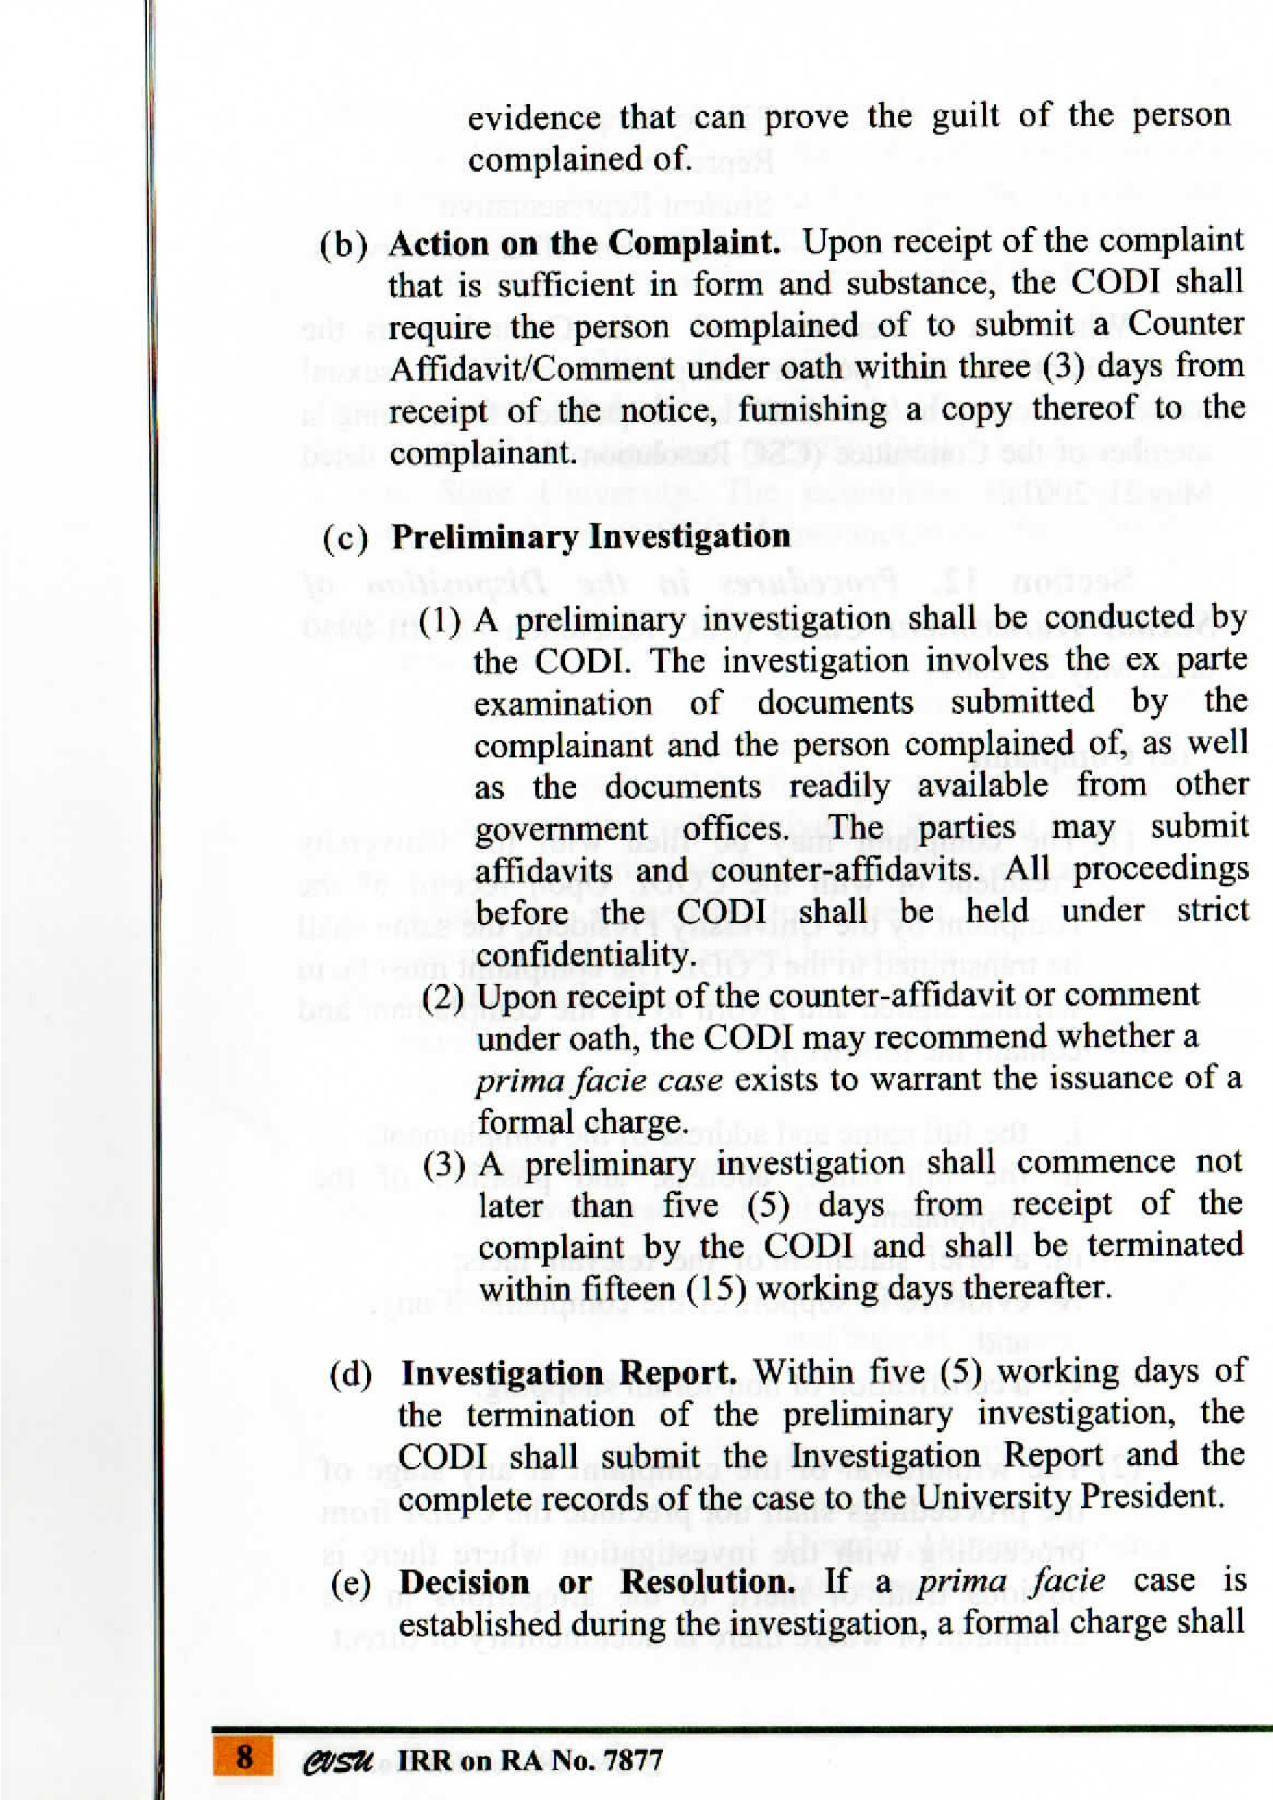 evidence that can prove the guilt of the person
complained of.
(b) Action on the Complaint. Upon receipt of the complaint
that is sufficient in form and substance, the CODI shall
require the person complained of to submit a Counter
Affidavit/Comment under oath within three (3) days from
receipt of the notice, furnishing a copy thereof to the
complainant.
(c) Preliminary Investigation
(1) A preliminary investigation shall be conducted by
the CODI. The investigation involves the ex parte
examination of documents submitted by the
complainant and the person complained of, as well
as the documents readily available from other
government offices. The parties may submit
affidavits and counter-affidavits. All proceedings
before the CODI shall be held under strict
confidentiality.
(2) Upon receipt of the counter-affidavit or comment
under oath, the CODI may recommend whether a
prima facie case exists to warrant the issuance of a
formal charge.
(3) A preliminary investigation shall commence not
later than five (5) days from receipt of the
complaint by the CODI and shall be terminated
within fifteen (15) working days thereafter.
(d) Investigation Report. Within five (5) working days of
the termination of the preliminary investigation, the
CODI shall submit the Investigation Report and the
complete records of the case to the University President.
(e) Decision or Resolution. If a prima facie case is
established during the investigation, a formal charge shall
8 CVSU IRR on RA No. 7877